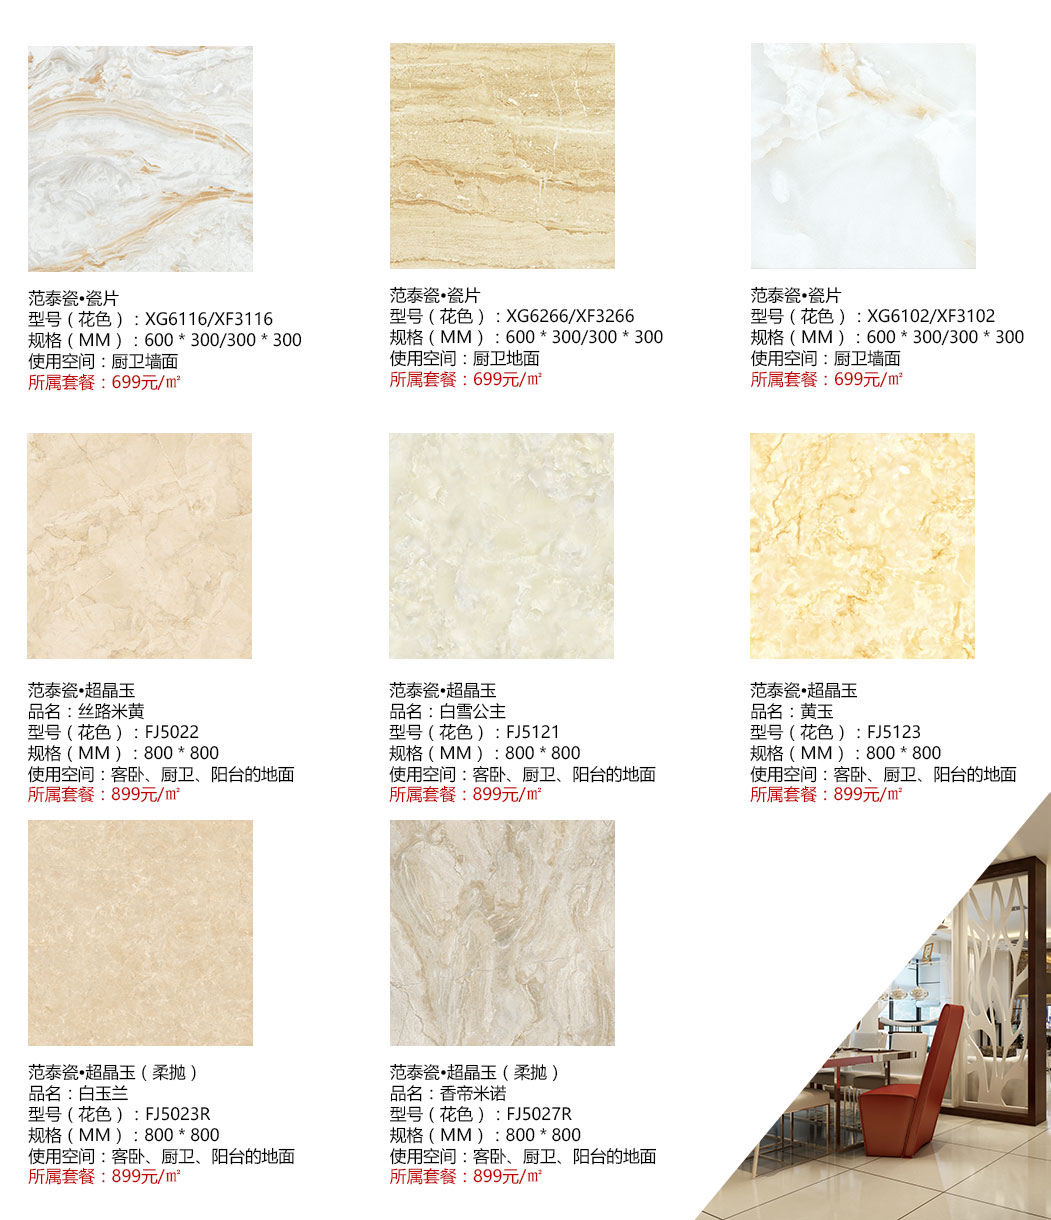 范泰瓷•瓷片
型号（花色）：XG6116/XF3116
规格（MM）：600 * 300/300 * 300
使用空间：厨卫墙面
所属套餐：699元/㎡
范泰瓷•瓷片
型号（花色）：XG6266/XF3266
规格（MM）：600 * 300/300 * 300
使用空间：厨卫地面
所属套餐：699元/㎡
范泰瓷•瓷片
型号（花色）：XG6102/XF3102
规格（MM）：600 * 300/300 * 300
使用空间：厨卫墙面
所属套餐：699元/㎡
范泰瓷•超晶玉
品名：丝路米黄
型号（花色）：FJ5022
规格（MM）：800 * 800
使用空间：客卧、厨卫、阳台的地面
所属套餐：899元/㎡
范泰瓷•超晶玉
品名：白雪公主
型号（花色）：FJ5121
规格（MM）：800 * 800
使用空间：客卧、厨卫、阳台的地面
所属套餐：899元/㎡
范泰瓷•超晶玉
品名：黄玉
型号（花色）：FJ5123
规格（MM）：800 * 800
使用空间：客卧、厨卫、阳台的地面
所属套餐：899元/㎡
范泰瓷•超晶玉（柔抛）
品名：白玉兰
型号（花色）：FJ5023R
规格（MM）：800 * 800
使用空间：客卧、厨卫、阳台的地面
所属套餐：899元/㎡
范泰瓷•超晶玉（柔抛）
品名：香帝米诺
型号（花色）：FJ5027R
规格（MM）：800 * 800
使用空间：客卧、厨卫、阳台的地面
所属套餐：899元/㎡